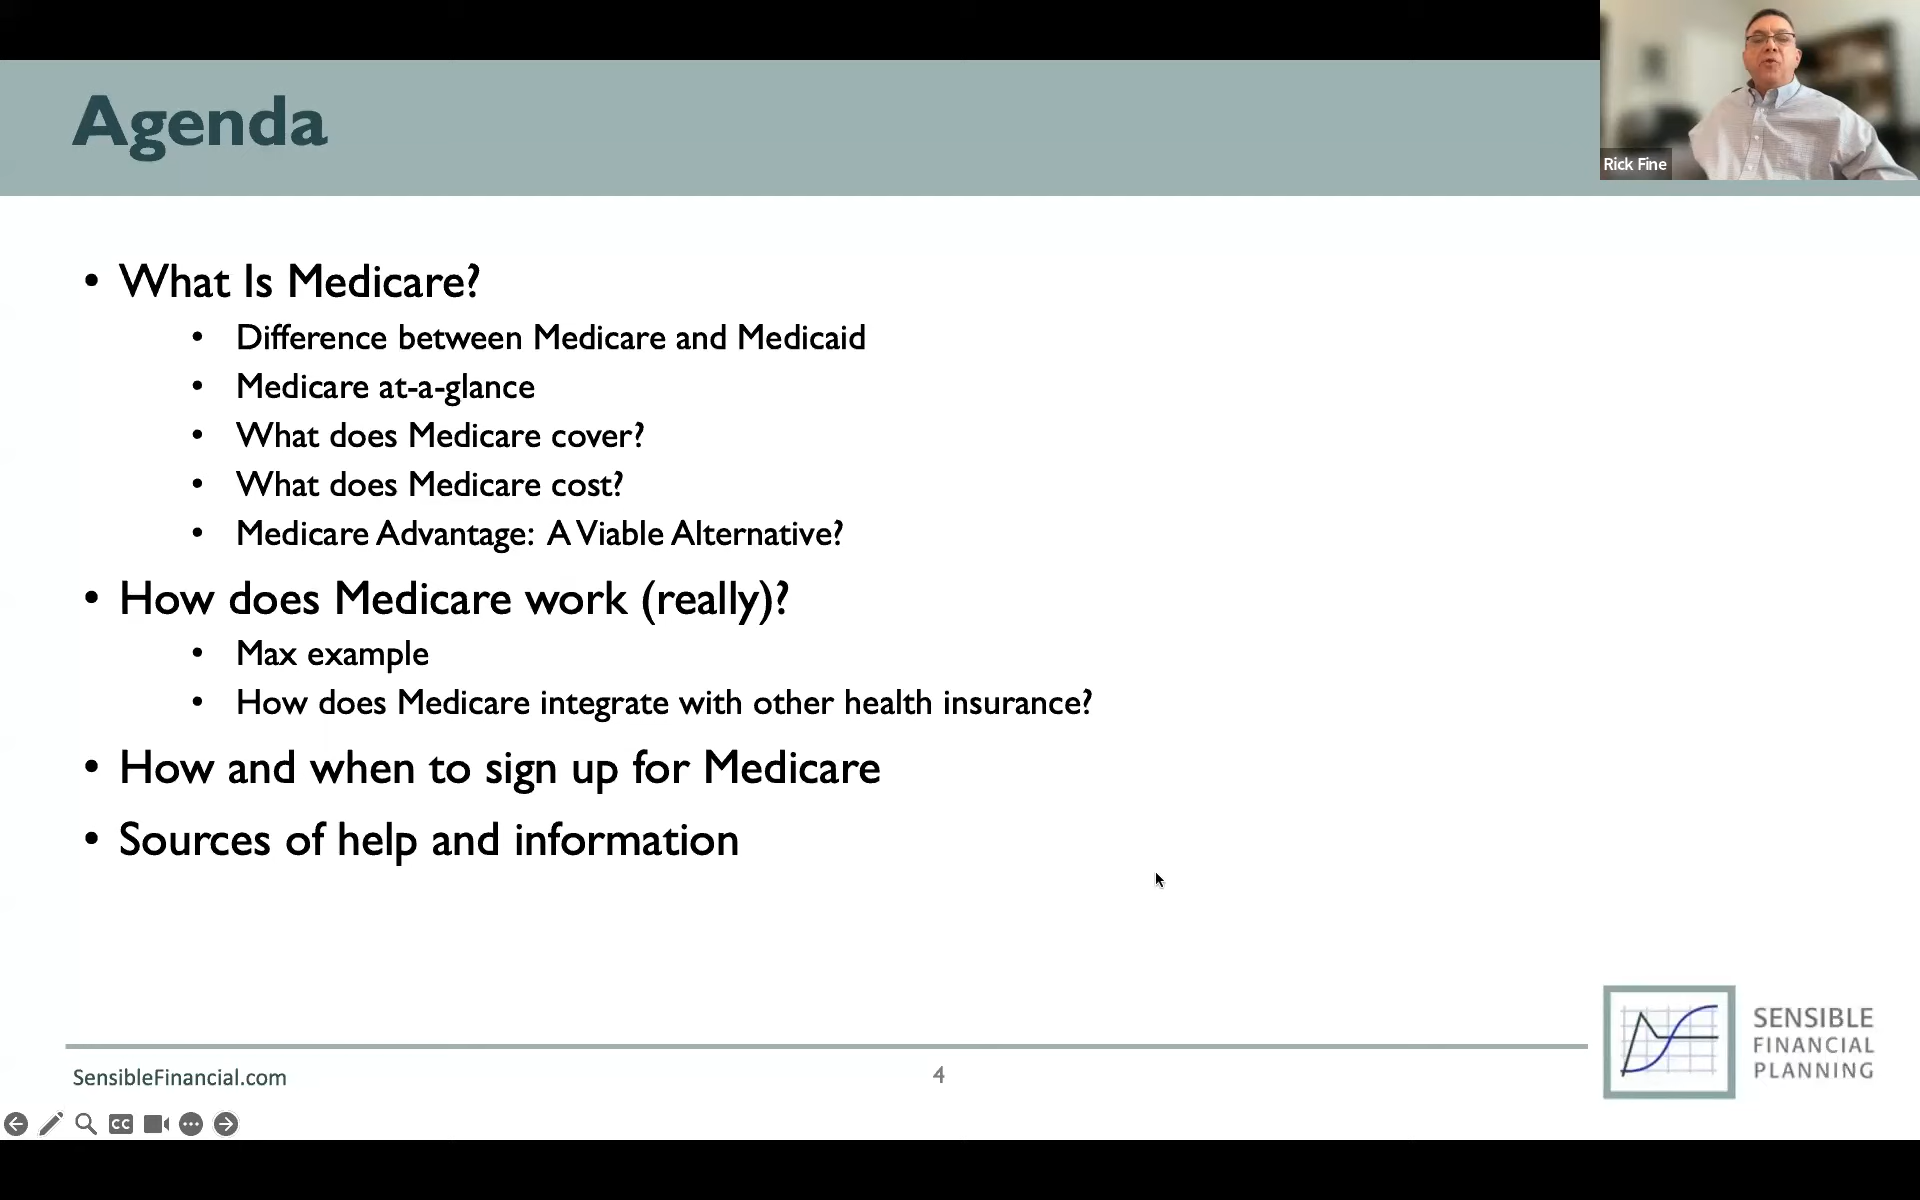 Agenda
Rick Fine
• What Is Medicare?
• Difference between Medicare and Medicaid
• Medicare at-a-glance
• What does Medicare cover?
• What does Medicare cost?
• Medicare Advantage: A Viable Alternative?
• How does Medicare work (really)?
• Max example
• How does Medicare integrate with other health insurance?
• How and when to sign up for Medicare
• Sources of help and information
SENSIBLE
FINANCIAL
PLANNING
SensibleFinancial.com
4
CC